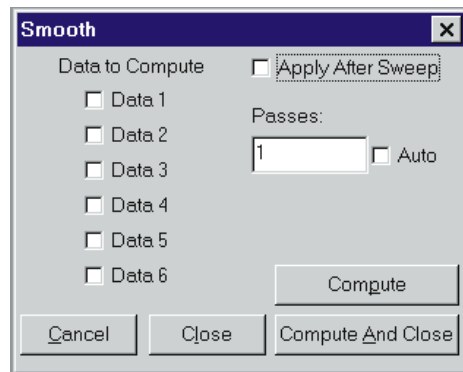 Smooth
Data to Compute
Apply After Sweep
Data 1
Data 2
Data 3
Data 4
Data 5
Data 6
Passes:
1
Auto
Compute
Cancel
Close
Compute And Close